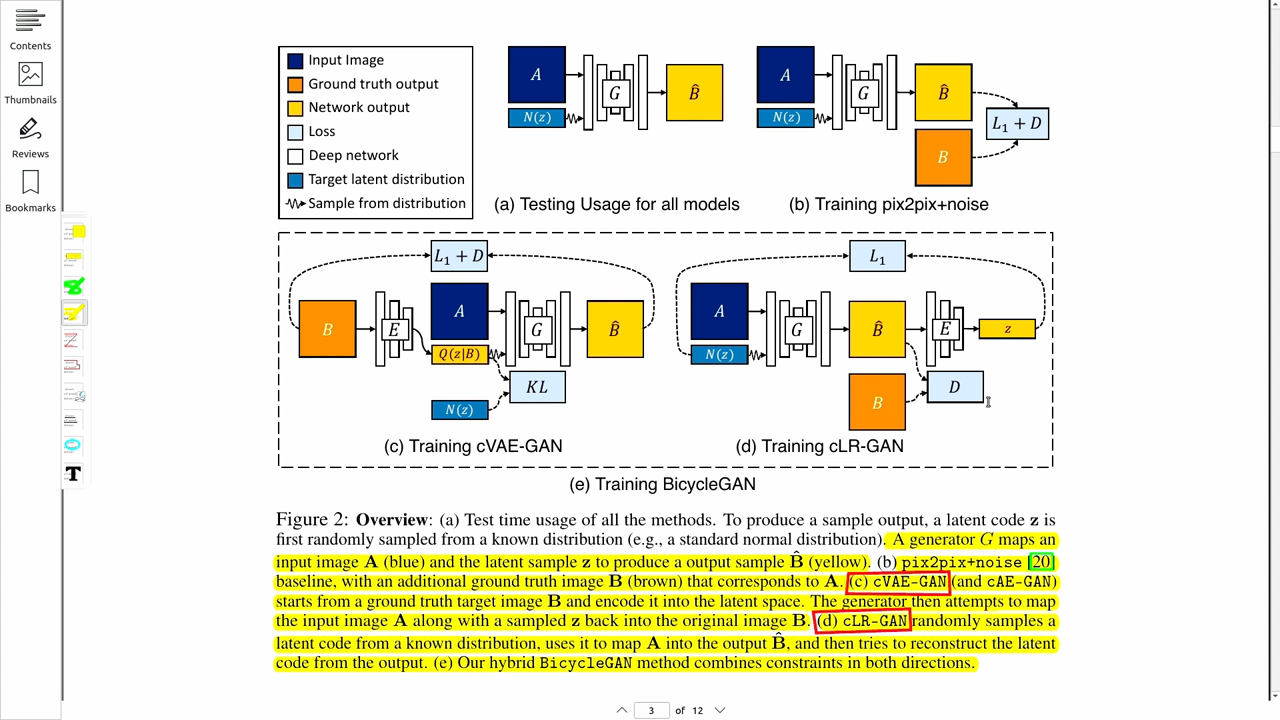 Contents
Thumbnails
Reviews
Bookmarks
Input Image
Ground truth output
Network output
Loss
Deep network
Target latent distribution
Sample from distribution
A
N(z)
G
B̂
(a) Testing Usage for all models
A
N(z)
G
B̂
B
L₁ + D
(b) Training pix2pix+noise
L₁ + D
B
E
A
Q(z|B)
G
B̂
KL
N(z)
(c) Training cVAE-GAN
L₁
A
N(z)
G
B̂
E
z
B
D
(d) Training cLR-GAN
(e) Training BicycleGAN
Figure 2: Overview: (a) Test time usage of all the methods. To produce a sample output, a latent code z is
first randomly sampled from a known distribution (e.g., a standard normal distribution). A generator G maps an
input image A (blue) and the latent sample z to produce a output sample B̂ (yellow). (b) pix2pix+noise [20]
baseline, with an additional ground truth image B (brown) that corresponds to A. (c) cVAE-GAN (and cAE-GAN)
starts from a ground truth target image B and encode it into the latent space. The generator then attempts to map
the input image A along with a sampled z back into the original image B. (d) cLR-GAN randomly samples a
latent code from a known distribution, uses it to map A into the output B̂, and then tries to reconstruct the latent
code from the output. (e) Our hybrid BicycleGAN method combines constraints in both directions.
T
3 of 12